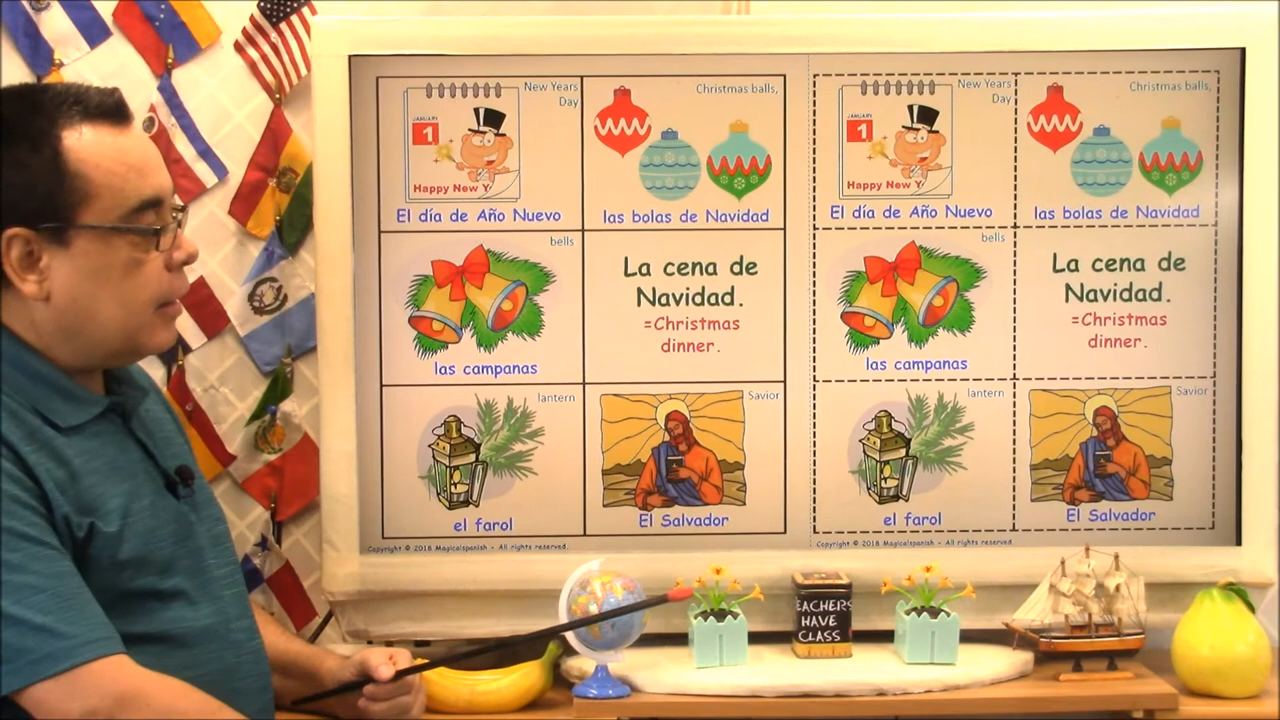 New Years
Day
JANUARY
1
Happy New Y
El día de Año Nuevo
Christmas balls,
las bolas de Navidad
bells
las campanas
La cena de
Navidad.
=Christmas
dinner.
lantern
el farol
Savior
El Salvador
Copyright © 2018 Magicalspanish - All rights reserved.
New Years
Day
JANUARY
1
Happy New Y
El día de Año Nuevo
Christmas balls,
las bolas de Navidad
bells
las campanas
La cena de
Navidad.
=Christmas
dinner.
lantern
el farol
Savior
El Salvador
Copyright © 2018 Magicalspanish - All rights reserved.
EACHERS
HAVE
CLASS